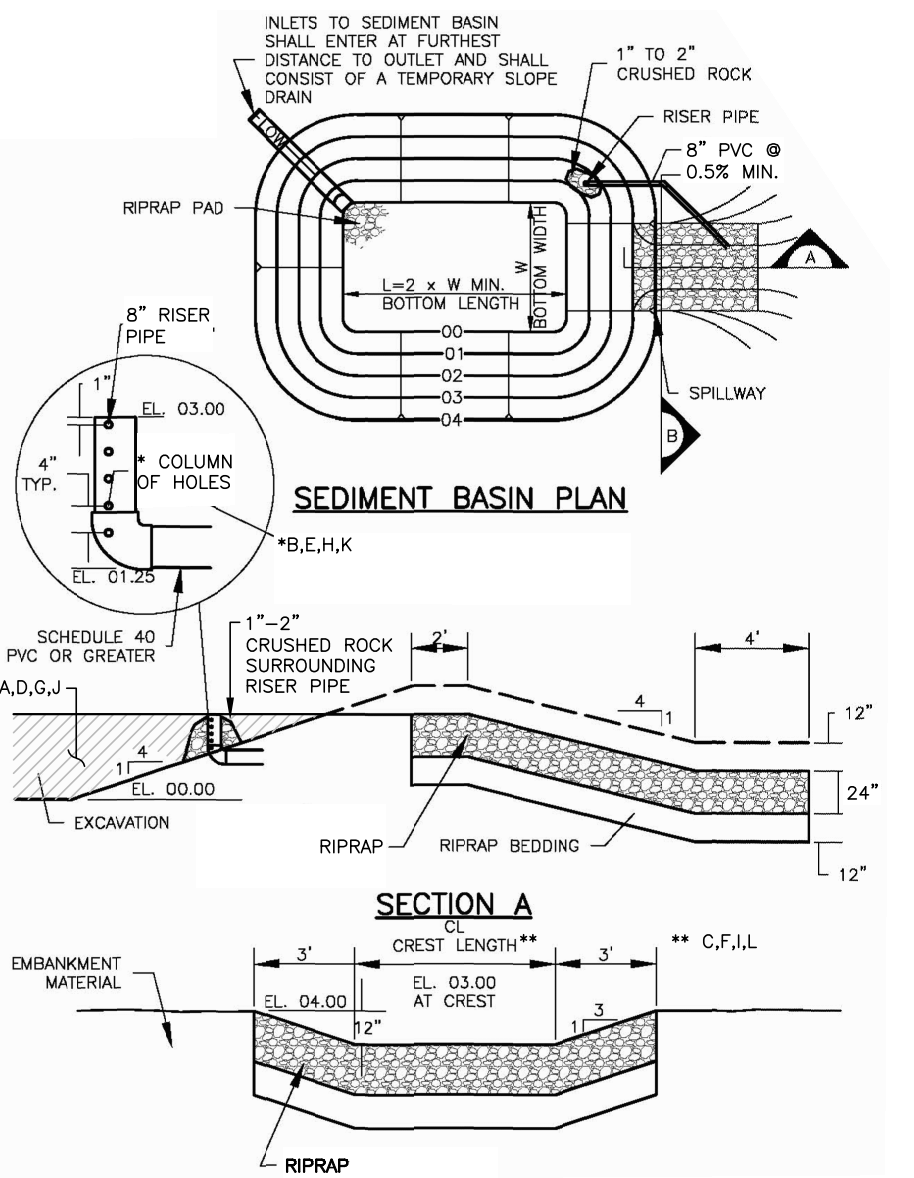 INLETS TO SEDIMENT BASIN
SHALL ENTER AT FURTHEST
DISTANCE TO OUTLET AND SHALL
CONSIST OF A TEMPORARY SLOPE
DRAIN
1" TO 2"
CRUSHED ROCK
RISER PIPE
8" PVC @
0.5% MIN.
FLOW
RIPRAP PAD
L=2 x W MIN.
BOTTOM LENGTH
W
BOTTOM WIDTH
A
00
01
02
03
04
SPILLWAY
B
8" RISER
PIPE
1"
EL. 03.00
4"
TYP.
* COLUMN
OF HOLES
EL. 01.25
SEDIMENT BASIN PLAN
*B,E,H,K
SCHEDULE 40
PVC OR GREATER
1"-2"
CRUSHED ROCK
SURROUNDING
RISER PIPE
A,D,G,J
2'
4'
4
1
12"
4
1
EL. 00.00
EXCAVATION
24"
RIPRAP
RIPRAP BEDDING
12"
SECTION A
CL
CREST LENGTH**
** C,F,I,L
3'
3'
EMBANKMENT
MATERIAL
EL. 04.00
EL. 03.00
AT CREST
12"
3
1
RIPRAP